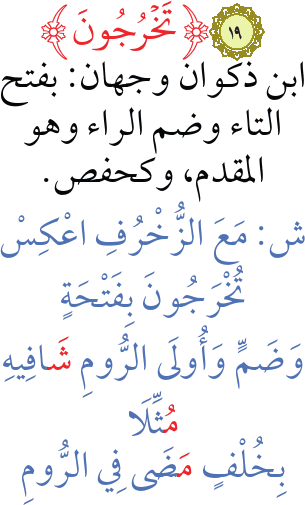 ١٩ ﴿تَخْرُجُونَ﴾
ابن ذكوان وجهان: بفتح
التاء وضم الراء وهو
المقدم، وكحفص.
ش: مَعَ الزُّخْرُفِ اعْكِسْ
تُخْرَجُونَ بِفَتْحَةٍ
وَضَمٍّ وَأُولَى الرُّومِ شَافِيهِ
مُثِّلَا
بِخُلْفٍ مَضَى فِي الرُّومِ